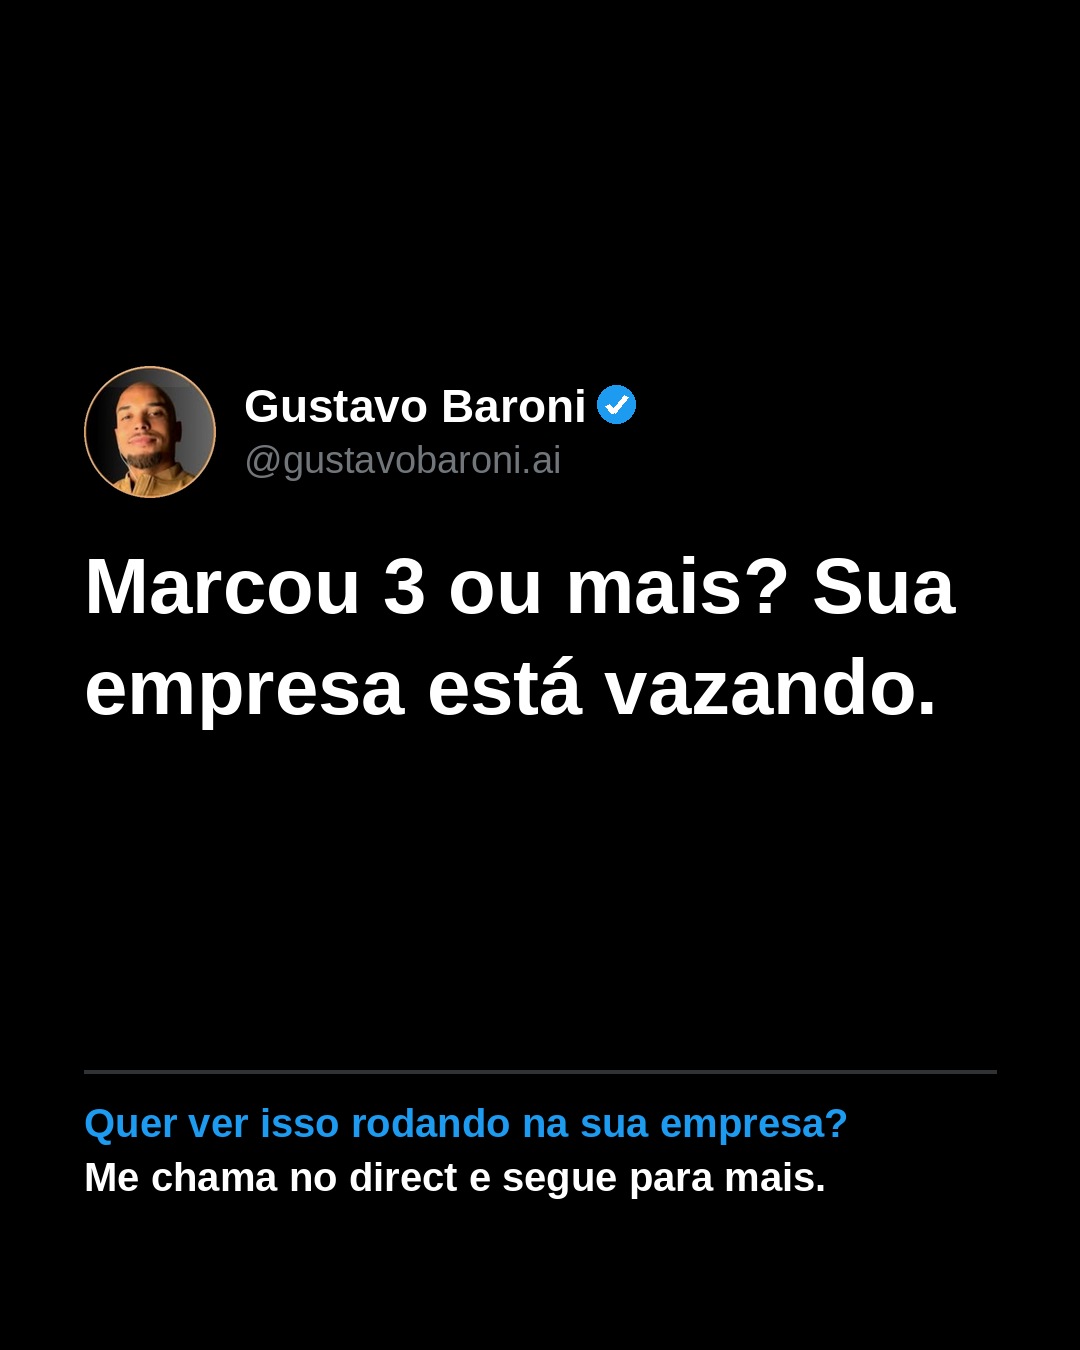 Gustavo Baroni
@gustavobaroni.ai
Marcou 3 ou mais? Sua
empresa está vazando.
Quer ver isso rodando na sua empresa?
Me chama no direct e segue para mais.